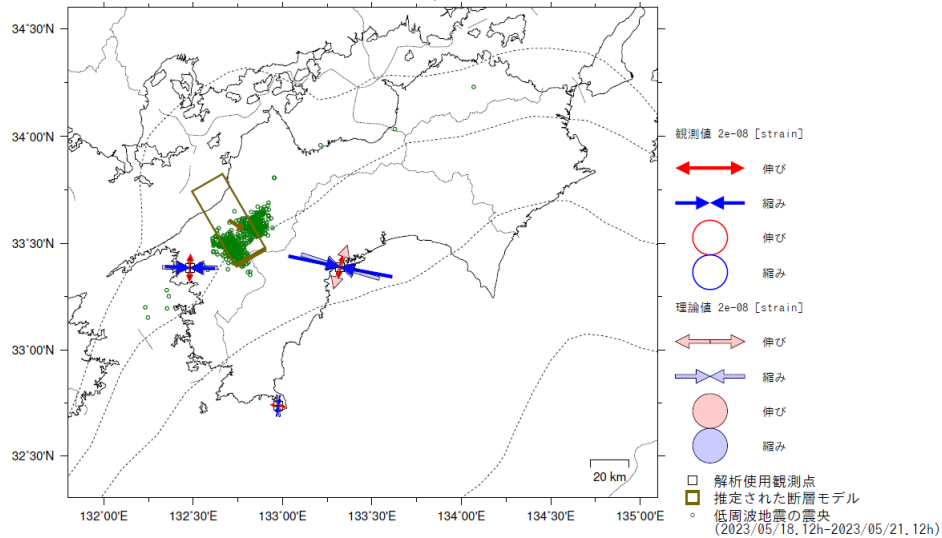 34°30'N
34°00'N
33°30'N
33°00'N
32°30'N
132°00'E
132°30'E
133°00'E
133°30'E
134°00'E
134°30'E
135°00'E
20 km
観測値 2e-08 [strain]
伸び
縮み
伸び
縮み
理論値 2e-08 [strain]
伸び
縮み
伸び
縮み
解析使用観測点
推定された断層モデル
低周波地震の震央
(2023/05/18,12h-2023/05/21,12h)